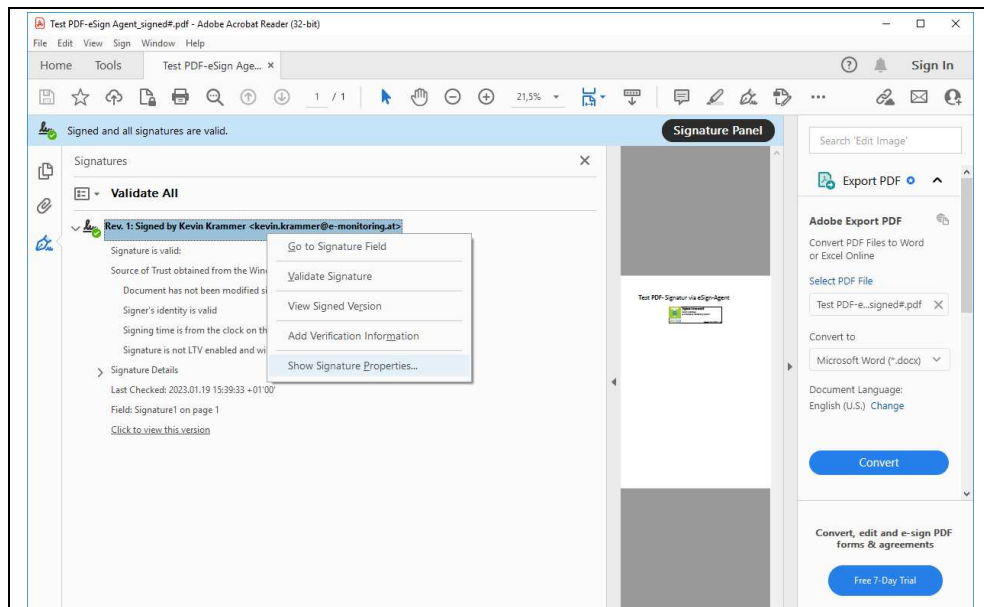 Test PDF-eSign Agent_signed#.pdf - Adobe Acrobat Reader (32-bit)
File Edit View Sign Window Help
Home Tools Test PDF-eSign Age... × Sign In
1 / 1 21,5%
Signed and all signatures are valid. Signature Panel
Search 'Edit Image'
Signatures
Export PDF
Validate All
Rev. 1: Signed by Kevin Krammer <kevin.krammer@e-monitoring.at>
Adobe Export PDF
Signature is valid:
Convert PDF Files to Word
or Excel Online
Source of Trust obtained from the Win
Document has not been modified si
Signer's identity is valid
Signing time is from the clock on th
Signature is not LTV enabled and wi
Signature Details
Last Checked: 2023.01.19 15:39:33 +01'00'
Field: Signature1 on page 1
Click to view this version
Go to Signature Field
Validate Signature
View Signed Version
Add Verification Information
Show Signature Properties...
Test PDF- Signatur via eSign-Agent
Select PDF File
Test PDF-e...signed#.pdf
Convert to
Microsoft Word (*.docx)
Document Language:
English (U.S.) Change
Convert
Convert, edit and e-sign PDF
forms & agreements
Free 7-Day Trial